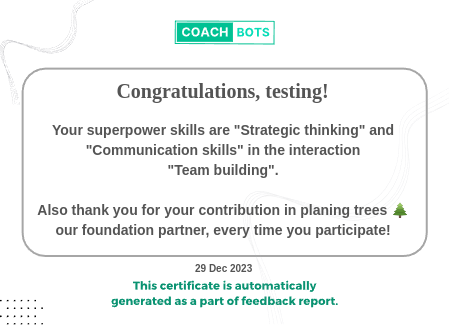 COACH BOTS
Congratulations, testing!
Your superpower skills are "Strategic thinking" and
"Communication skills" in the interaction
"Team building".
Also thank you for your contribution in planing trees 🌲
our foundation partner, every time you participate!
29 Dec 2023
This certificate is automatically
generated as a part of feedback report.